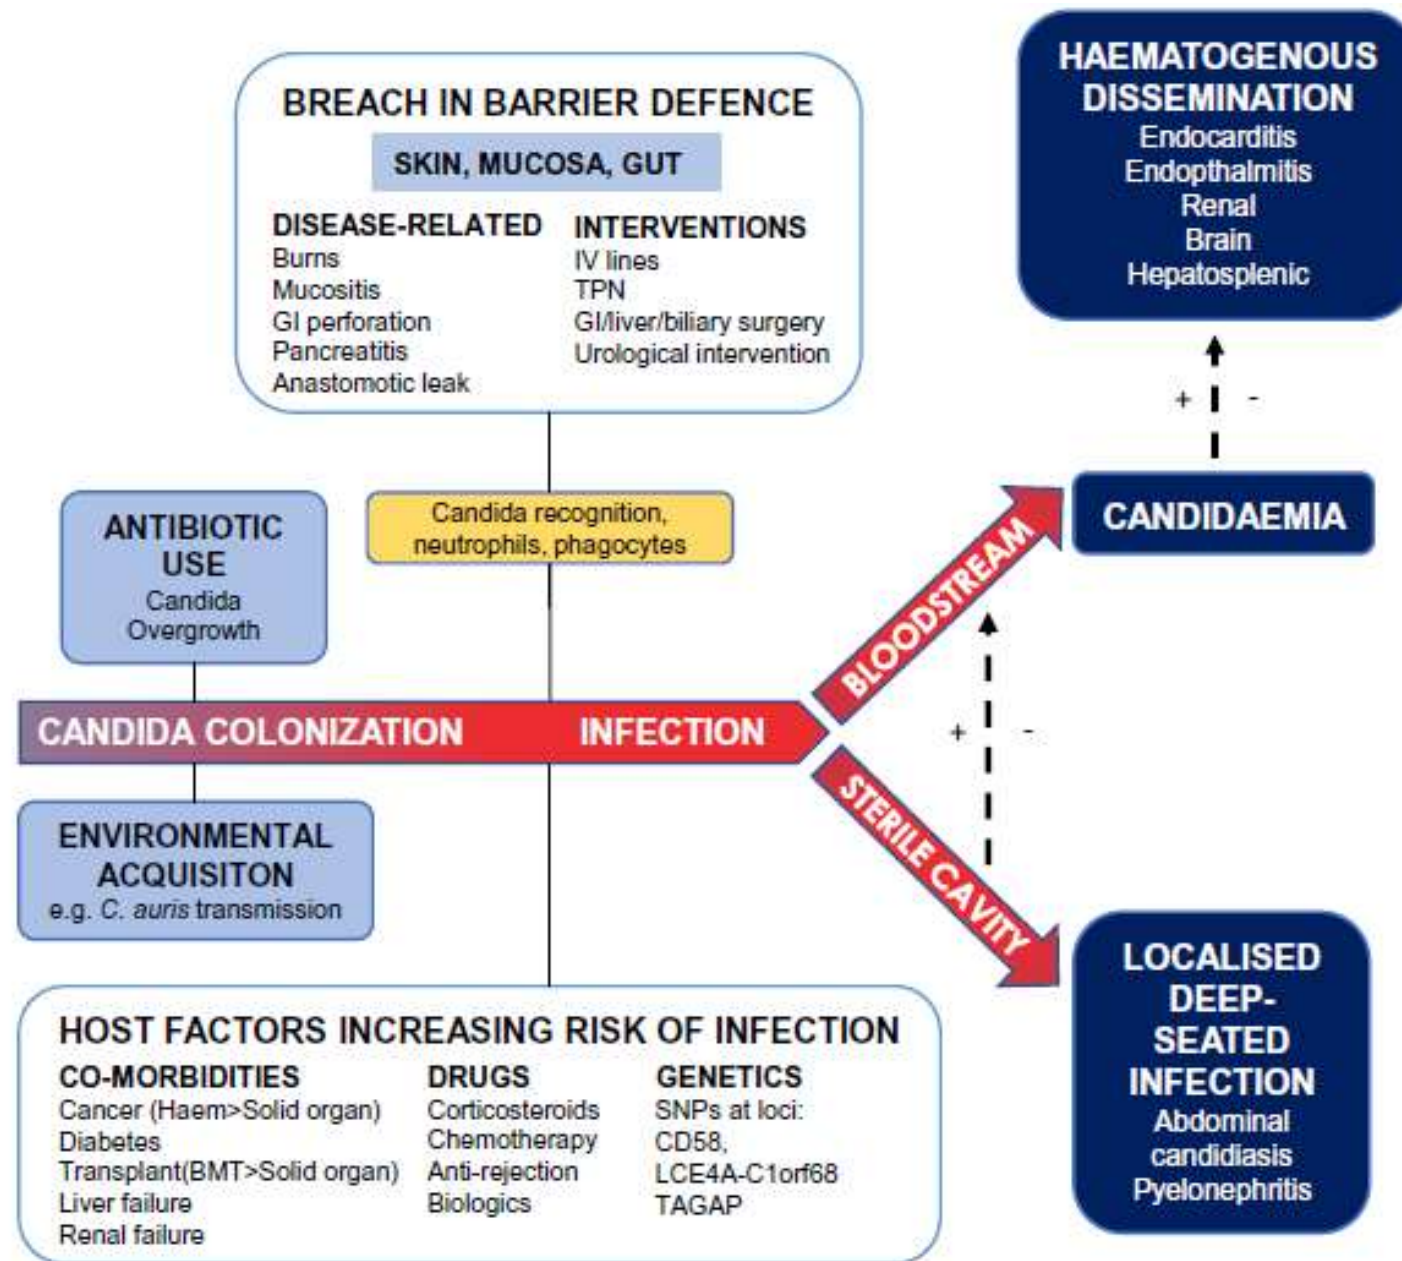 BREACH IN BARRIER DEFENCE
SKIN, MUCOSA, GUT
DISEASE-RELATED
Burns
Mucositis
GI perforation
Pancreatitis
Anastomotic leak
INTERVENTIONS
IV lines
TPN
GI/liver/biliary surgery
Urological intervention
HAEMATOGENOUS
DISSEMINATION
Endocarditis
Endopthalmitis
Renal
Brain
Hepatosplenic
+ -
ANTIBIOTIC
USE
Candida
Overgrowth
Candida recognition,
neutrophils, phagocytes
BLOODSTREAM
CANDIDAEMIA
CANDIDA COLONIZATION
INFECTION
+ -
STERILE CAVITY
ENVIRONMENTAL
ACQUISITON
e.g. C. auris transmission
LOCALISED
DEEP-
SEATED
INFECTION
Abdominal
candidiasis
Pyelonephritis
HOST FACTORS INCREASING RISK OF INFECTION
CO-MORBIDITIES
Cancer (Haem>Solid organ)
Diabetes
Transplant(BMT>Solid organ)
Liver failure
Renal failure
DRUGS
Corticosteroids
Chemotherapy
Anti-rejection
Biologics
GENETICS
SNPs at loci:
CD58,
LCE4A-C1orf68
TAGAP